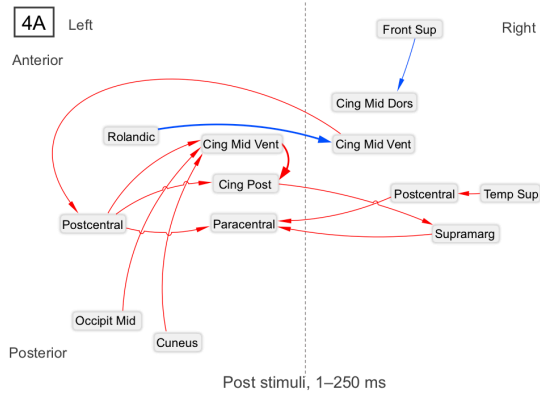 4A
Left
Front Sup
Right
Anterior
Cing Mid Dors
Rolandic
Cing Mid Vent
Cing Mid Vent
Cing Post
Postcentral
Temp Sup
Postcentral
Paracentral
Supramarg
Occipit Mid
Cuneus
Posterior
Post stimuli, 1–250 ms